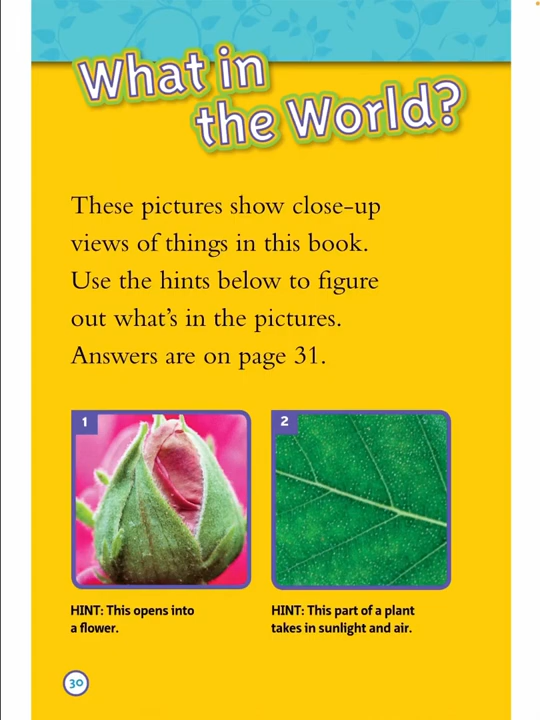 What in
the World?
These pictures show close-up
views of things in this book.
Use the hints below to figure
out what's in the pictures.
Answers are on page 31.
1
2
HINT: This opens into
a flower.
HINT: This part of a plant
takes in sunlight and air.
30